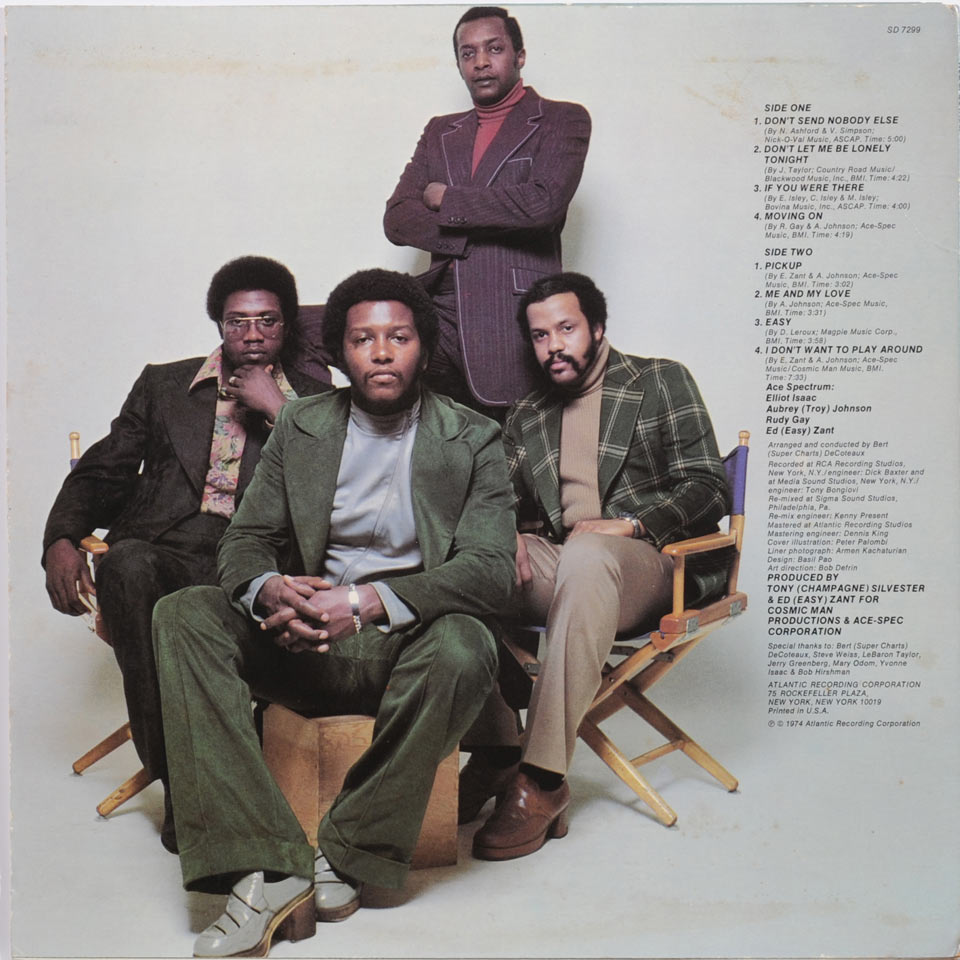 SD 7299
SIDE ONE
1. DON'T SEND NOBODY ELSE
(By N. Ashford & V. Simpson;
Nick-O-Val Music, ASCAP. Time: 5:00)
2. DON'T LET ME BE LONELY
TONIGHT
(By J. Taylor; Country Road Music/
Blackwood Music, Inc., BMI. Time: 4:22)
3. IF YOU WERE THERE
(By E. Isley, C. Isley & M. Isley;
Bovina Music, Inc., ASCAP. Time: 4:00)
4. MOVING ON
(By R. Gay & A. Johnson; Ace-Spec
Music, BMI. Time: 4:19)
SIDE TWO
1. PICKUP
(By E. Zant & A. Johnson; Ace-Spec
Music, BMI. Time: 3:02)
2. ME AND MY LOVE
(By A. Johnson; Ace-Spec Music,
BMI. Time: 3:31)
3. EASY
(By D. Leroux; Magpie Music Corp.,
BMI. Time: 3:58)
4. I DON'T WANT TO PLAY AROUND
(By E. Zant & A. Johnson; Ace-Spec
Music/Cosmic Man Music, BMI.
Time: 7:33)
Ace Spectrum:
Elliot Isaac
Aubrey (Troy) Johnson
Rudy Gay
Ed (Easy) Zant
Arranged and conducted by Bert
(Super Charts) DeCoteaux
Recorded at RCA Recording Studios,
New York, N.Y./engineer: Dick Baxter and
at Media Sound Studios, New York, N.Y./
engineer: Tony Bongiovi
Re-mixed at Sigma Sound Studios,
Philadelphia, Pa.
Re-mix engineer: Kenny Present
Mastered at Atlantic Recording Studios
Mastering engineer: Dennis King
Cover illustration: Peter Palombi
Liner photograph: Armen Kachaturian
Design: Basil Pao
Art direction: Bob Defrin
PRODUCED BY
TONY (CHAMPAGNE) SILVESTER
& ED (EASY) ZANT FOR
COSMIC MAN
PRODUCTIONS & ACE-SPEC
CORPORATION
Special thanks to: Bert (Super Charts)
DeCoteaux, Steve Weiss, LeBaron Taylor,
Jerry Greenberg, Mary Odom, Yvonne
Isaac & Bob Hirshman
ATLANTIC RECORDING CORPORATION
75 ROCKEFELLER PLAZA,
NEW YORK, NEW YORK 10019
Printed in U.S.A.
℗ © 1974 Atlantic Recording Corporation